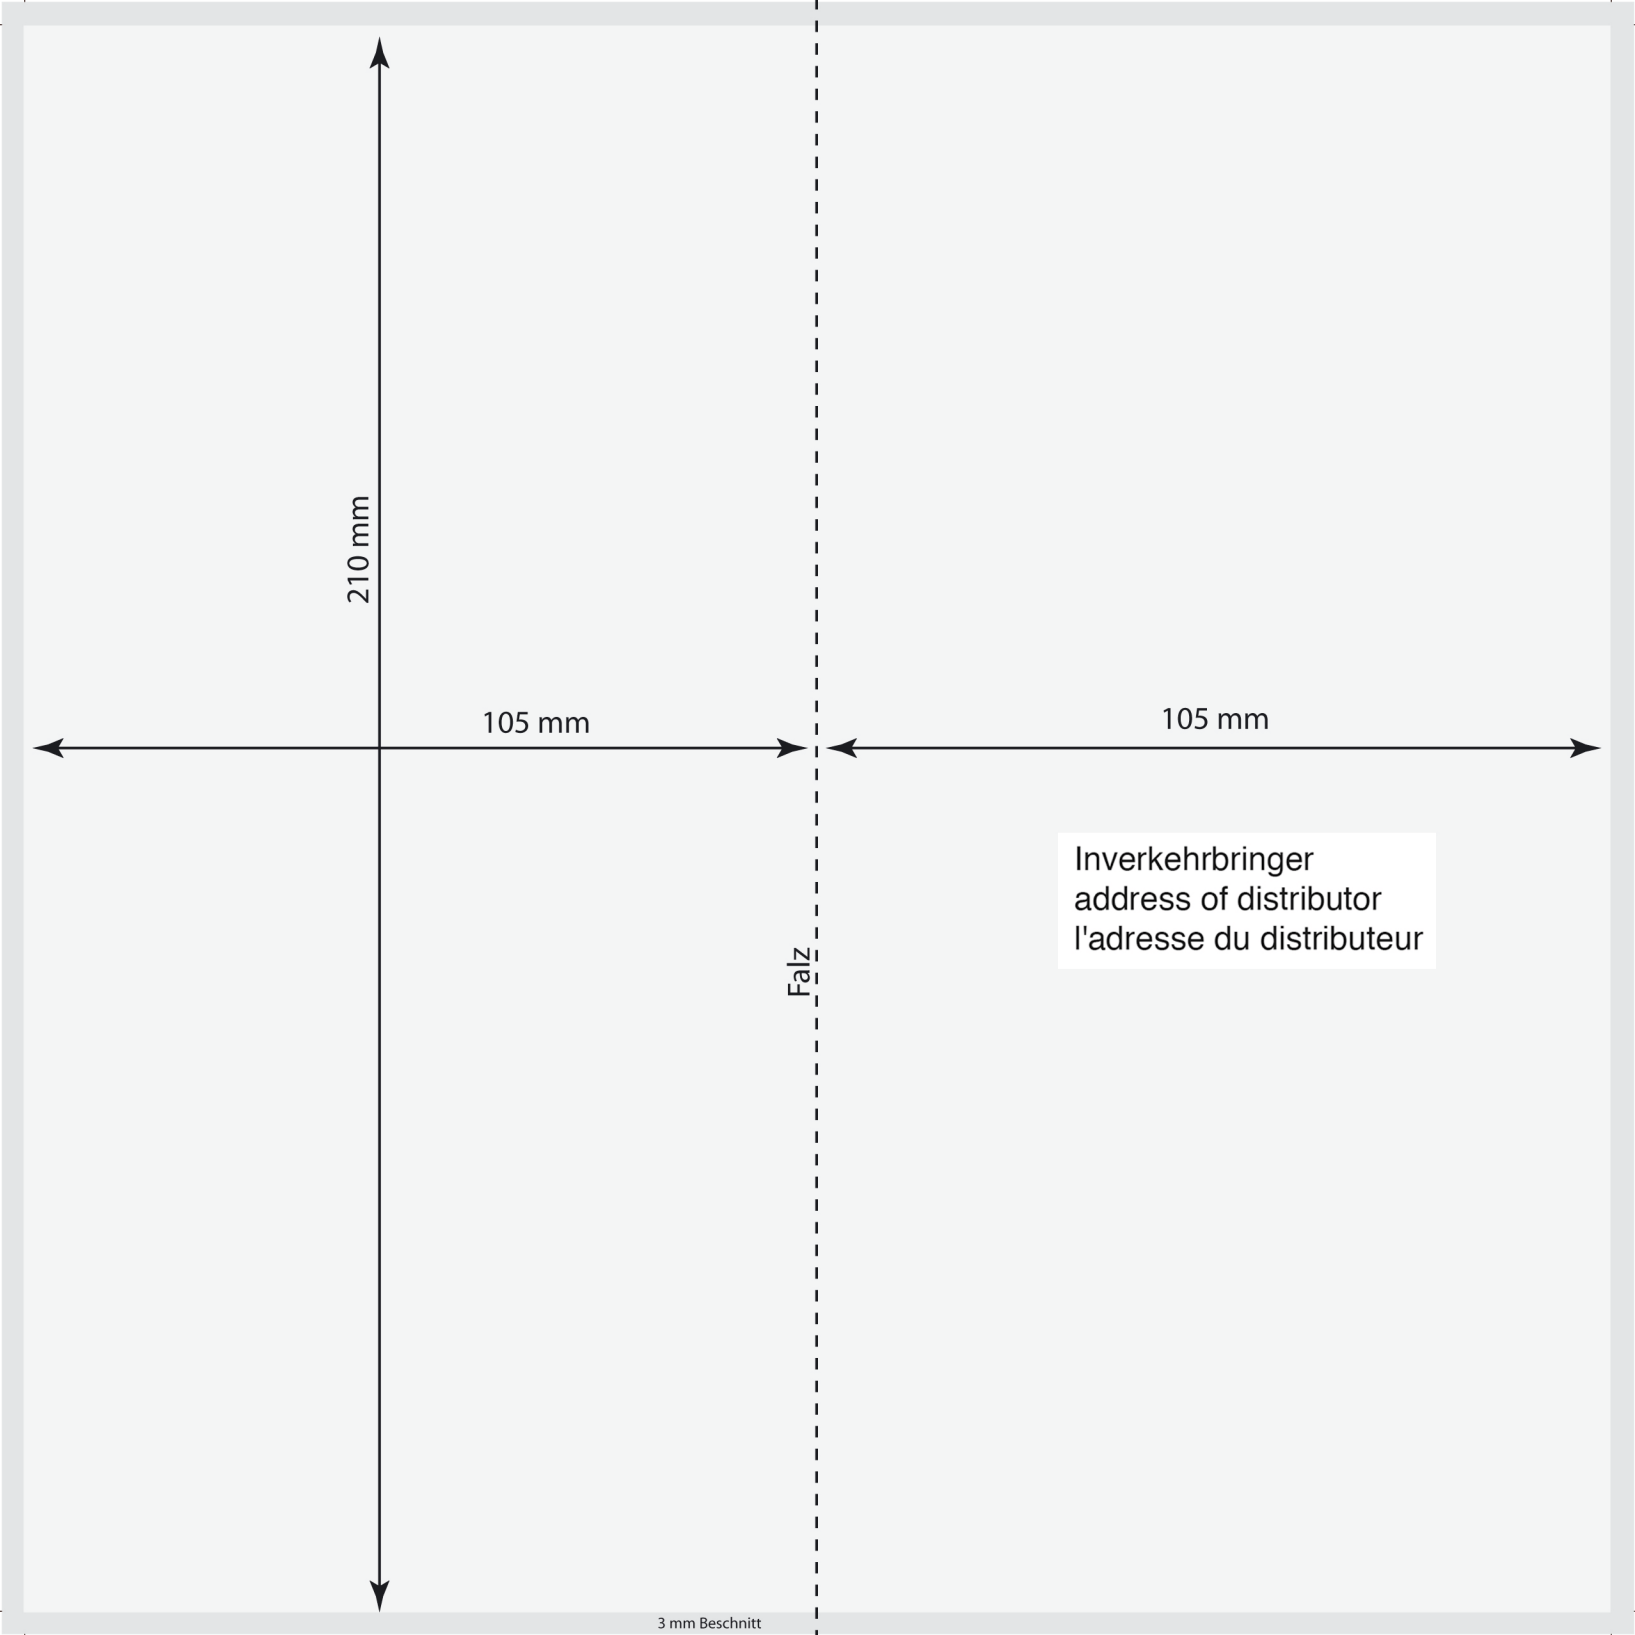 210 mm
105 mm
105 mm
Inverkehrbringer
address of distributor
l'adresse du distributeur
Falz
3 mm Beschnitt